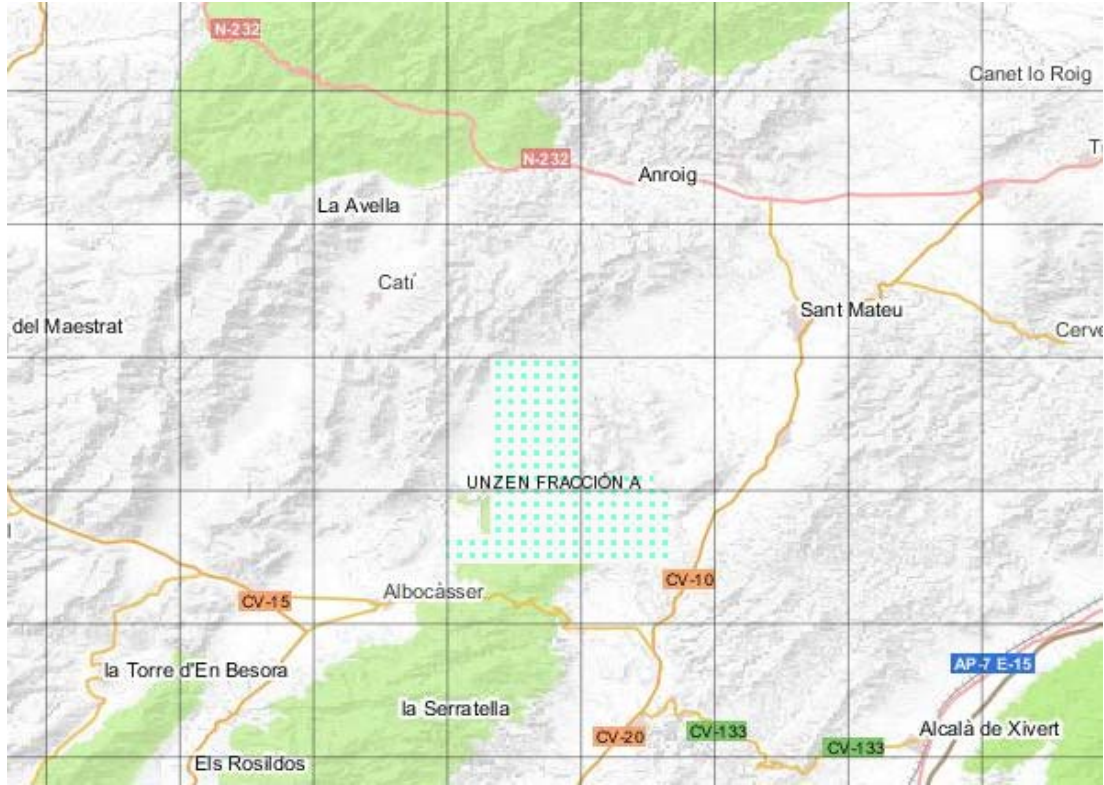 N-232
Canet lo Roig
N-232
Anroig
La Avella
Catí
Sant Mateu
del Maestrat
UNZEN FRACCIÓN A
CV-10
Albocàsser
CV-15
la Torre d'En Besora
AP-7 E-15
la Serratella
Alcalà de Xivert
CV-133
CV-20
CV-133
Els Rosildos